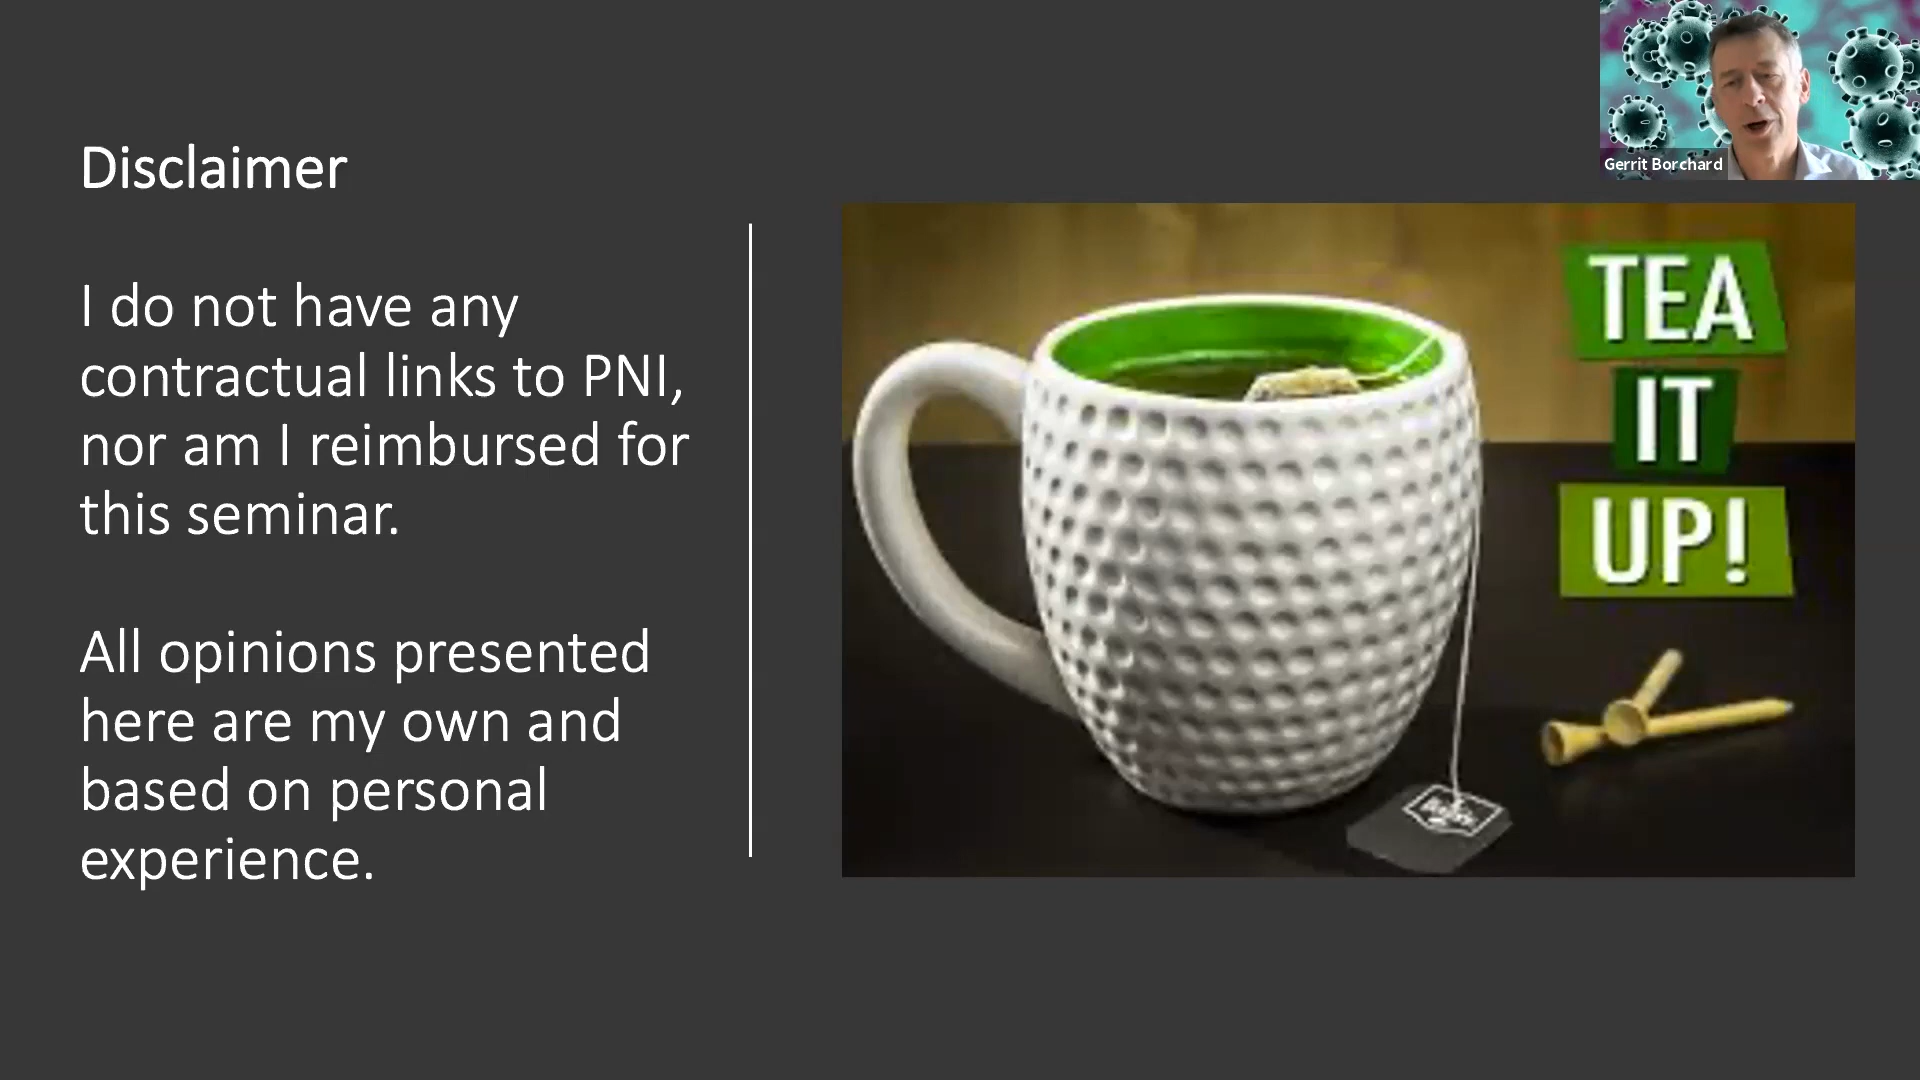 Disclaimer
I do not have any
contractual links to PNI,
nor am I reimbursed for
this seminar.
All opinions presented
here are my own and
based on personal
experience.
Gerrit Borchard
TEA
IT
UP!